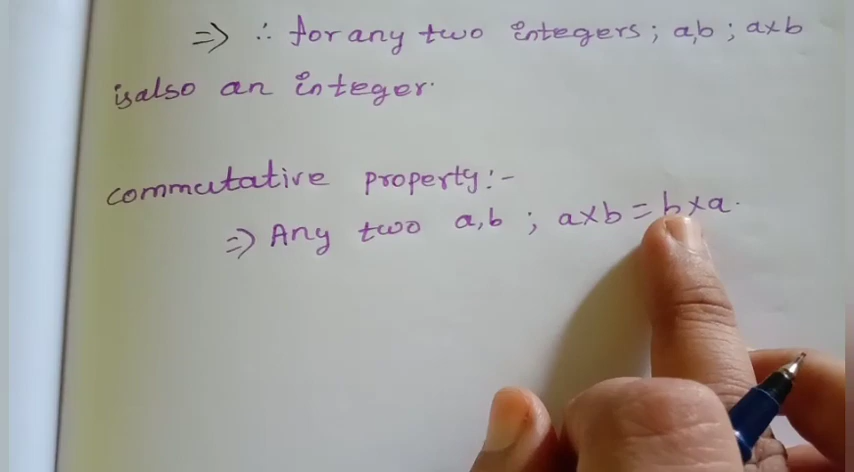 ⇒ ∴ for any two integers; a,b ; a×b
is also an integer.
commutative property:-
⇒ Any two a,b ; a×b = b×a.